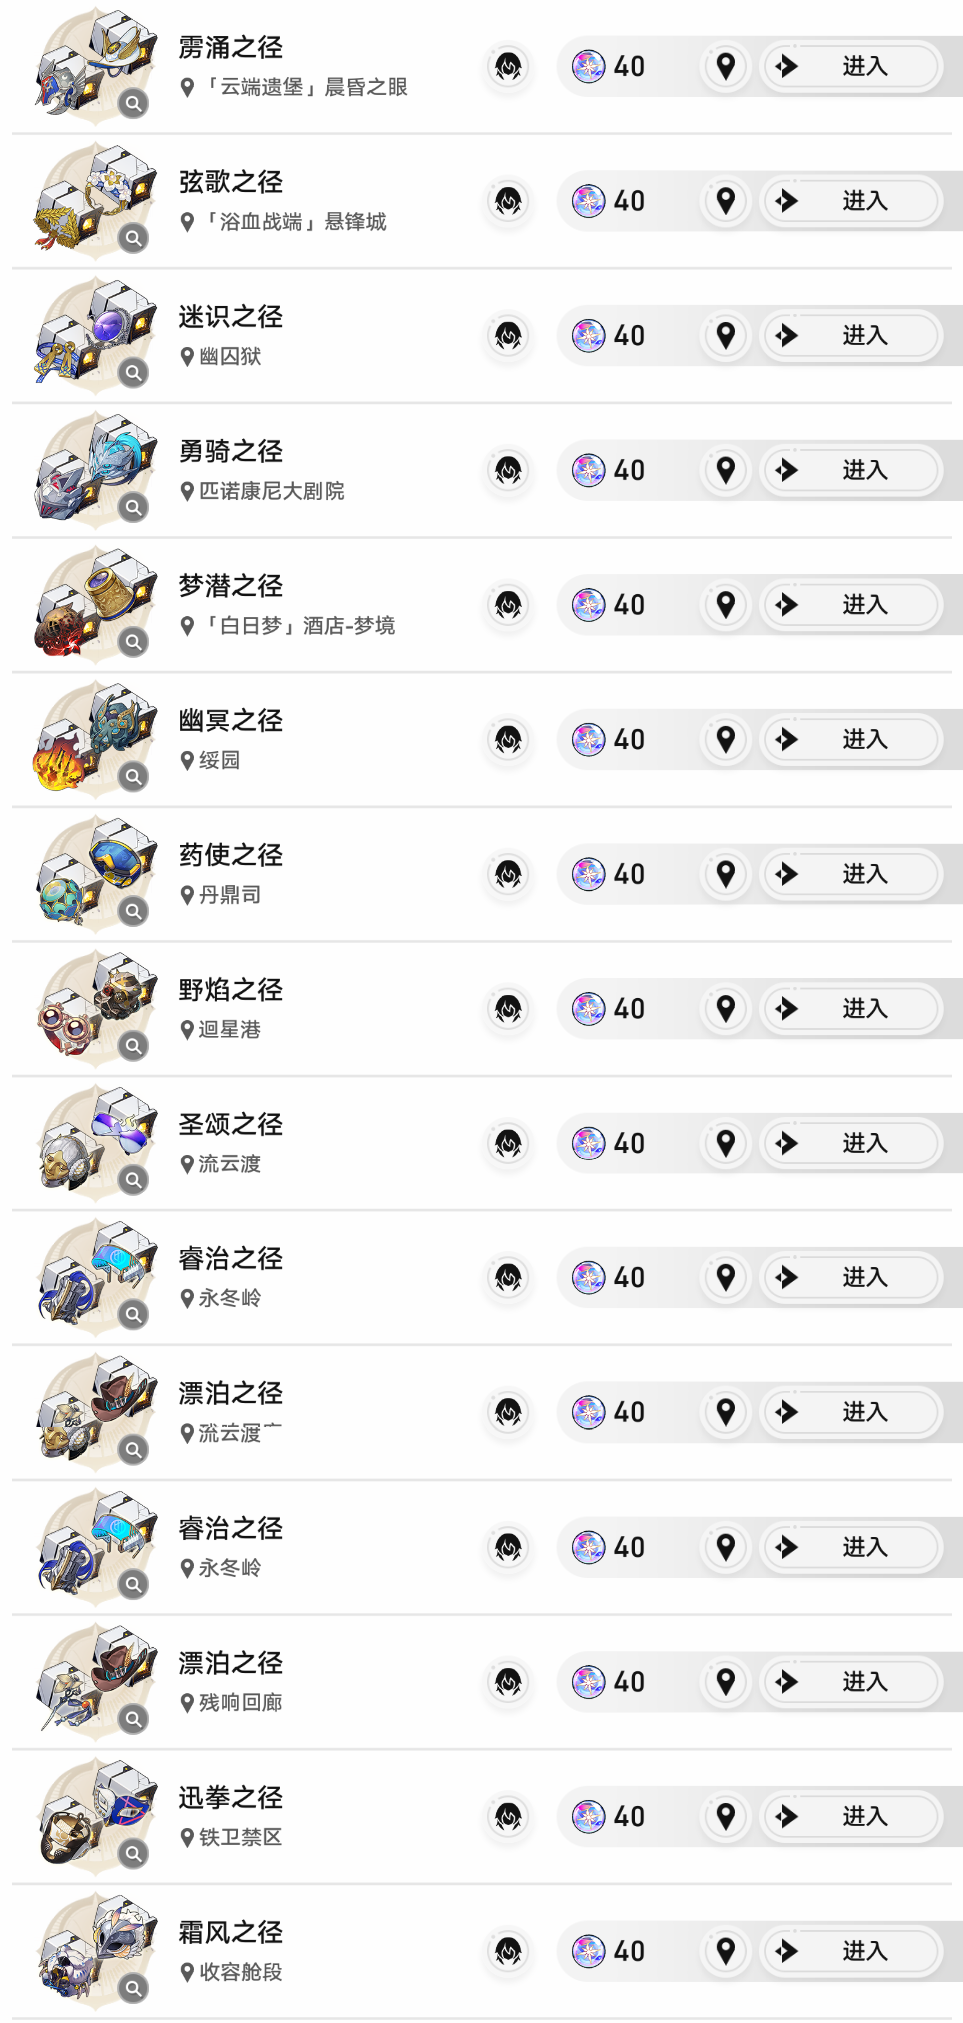 雳涌之径
「云端遗堡」晨昏之眼
40
进入
弦歌之径
「浴血战端」悬锋城
40
进入
迷识之径
幽囚狱
40
进入
勇骑之径
匹诺康尼大剧院
40
进入
梦潜之径
「白日梦」酒店-梦境
40
进入
幽冥之径
绥园
40
进入
药使之径
丹鼎司
40
进入
野焰之径
迴星港
40
进入
圣颂之径
流云渡
40
进入
睿治之径
永冬岭
40
进入
漂泊之径
40
进入
睿治之径
永冬岭
40
进入
漂泊之径
残响回廊
40
进入
迅拳之径
铁卫禁区
40
进入
霜风之径
收容舱段
40
进入